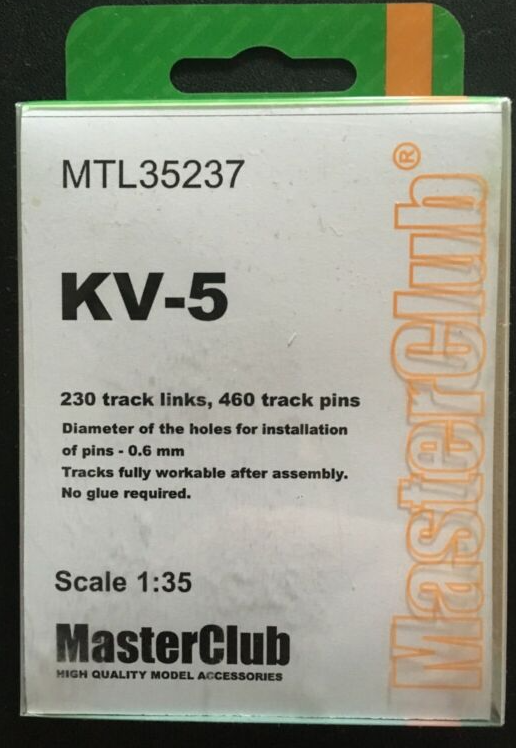 MTL35237
KV-5
230 track links, 460 track pins
Diameter of the holes for installation
of pins - 0.6 mm
Tracks fully workable after assembly.
No glue required.
Scale 1:35
MasterClub
HIGH QUALITY MODEL ACCESSORIES
MasterClub®